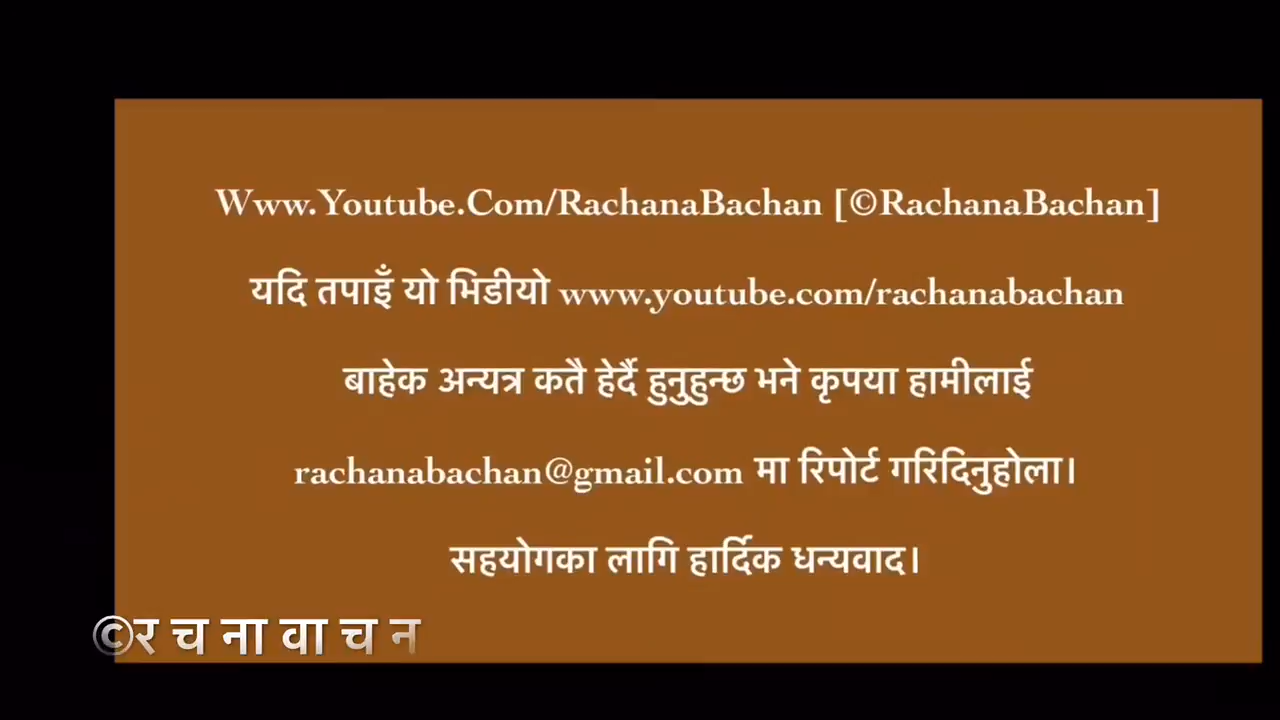 Www.Youtube.Com/RachanaBachan [©RachanaBachan]
यदि तपाइँ यो भिडीयो www.youtube.com/rachanabachan
बाहेक अन्यत्र कतै हेर्दै हुनुहुन्छ भने कृपया हामीलाई
rachanabachan@gmail.com मा रिपोर्ट गरिदिनुहोला।
सहयोगका लागि हार्दिक धन्यवाद।
©र च ना वा च न